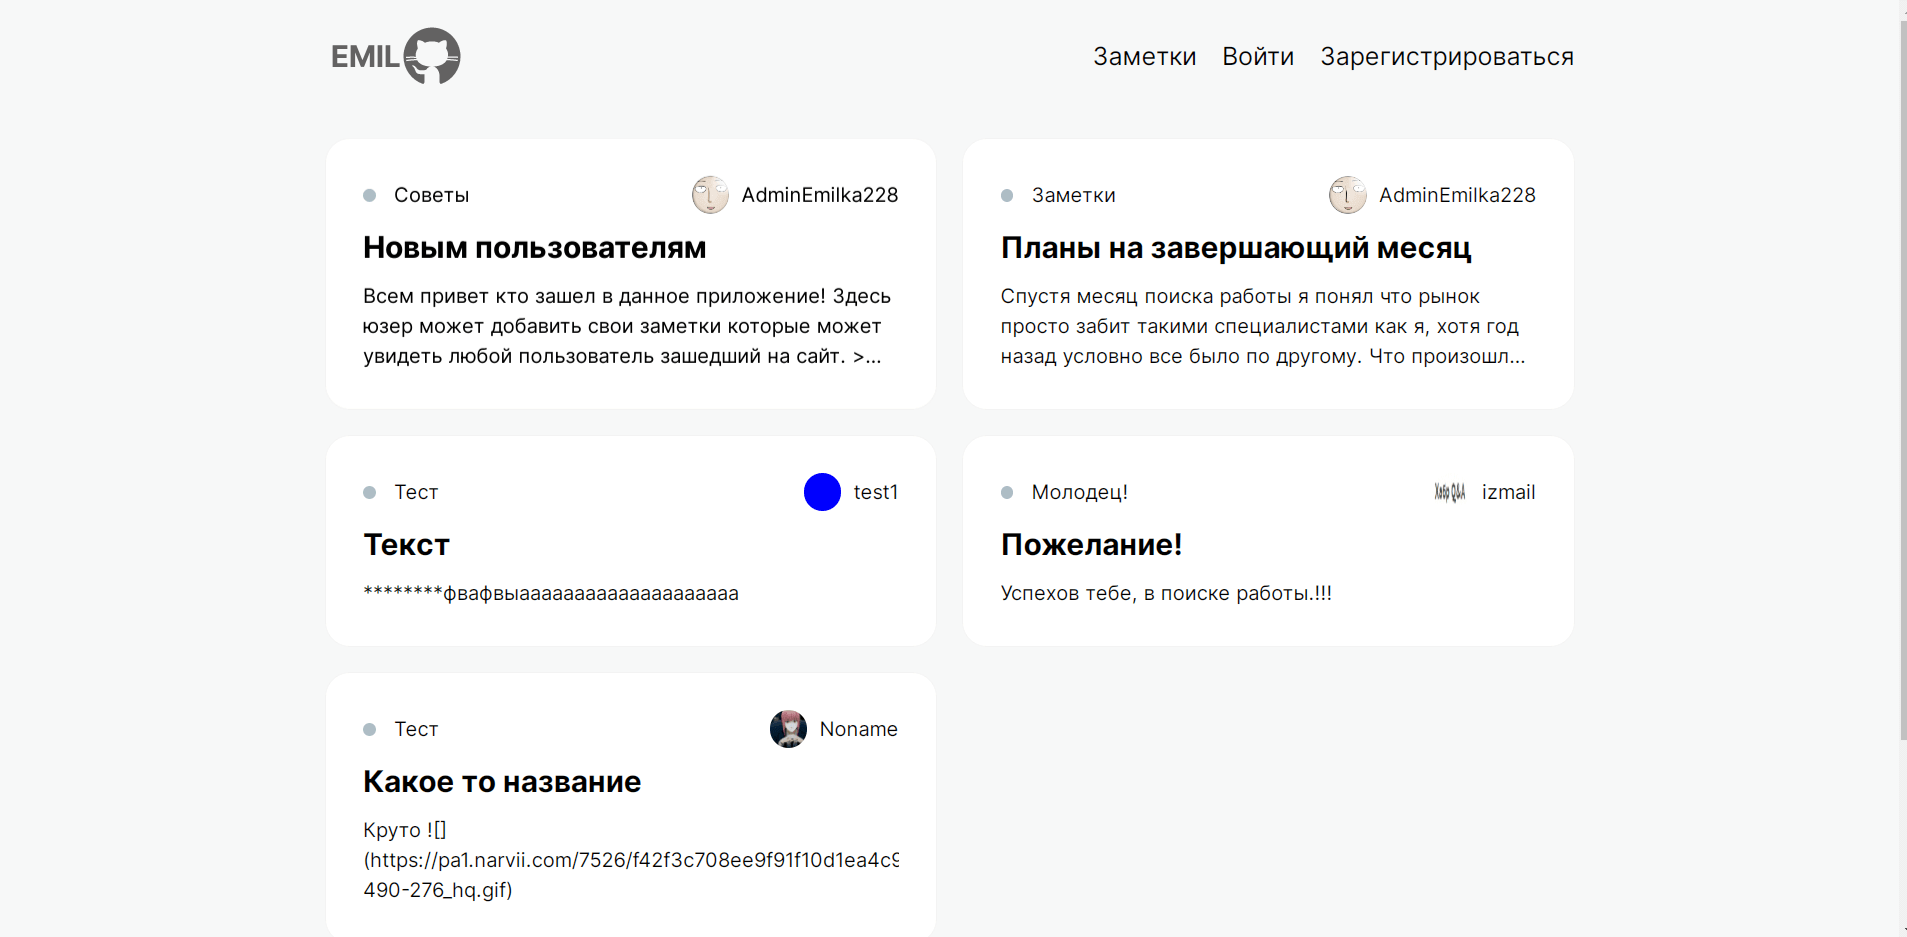 EMIL
Заметки Войти Зарегистрироваться
Советы AdminEmilka228
Новым пользователям
Всем привет кто зашел в данное приложение! Здесь
юзер может добавить свои заметки которые может
увидеть любой пользователь зашедший на сайт. >...
Заметки AdminEmilka228
Планы на завершающий месяц
Спустя месяц поиска работы я понял что рынок
просто забит такими специалистами как я, хотя год
назад условно все было по другому. Что произошл...
Тест test1
Текст
********фвафвыаааааааааааааааааааа
Молодец! Хабр Q&A izmail
Пожелание!
Успехов тебе, в поиске работы.!!!
Тест Noname
Какое то название
Круто ![]
(https://pa1.narvii.com/7526/f42f3c708ee9f91f10d1ea4c9
490-276_hq.gif)